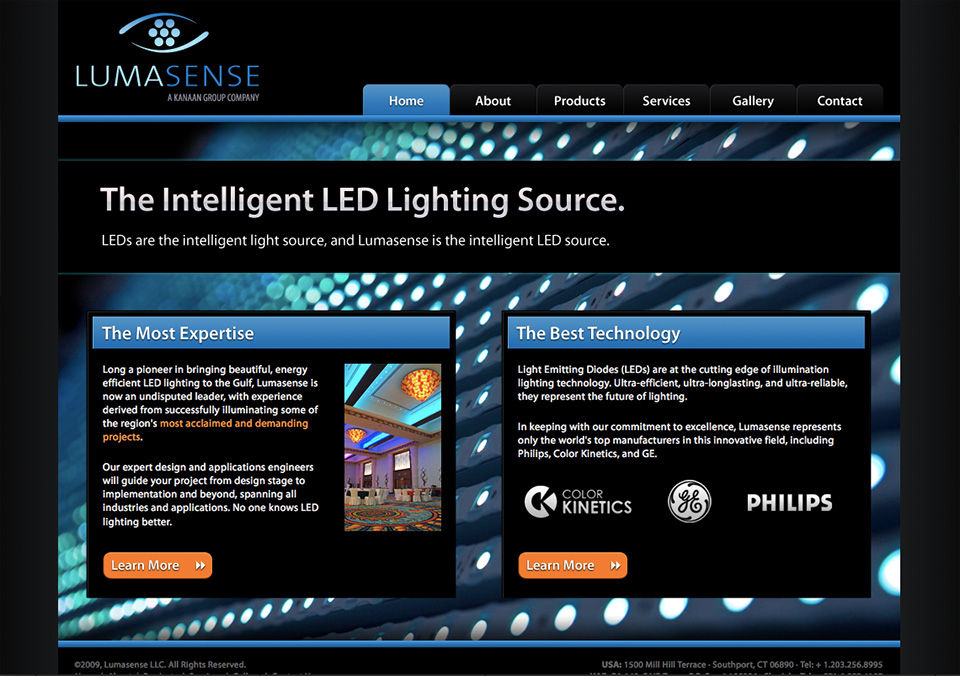 LUMASENSE
A KANAAN GROUP COMPANY
Home About Products Services Gallery Contact
The Intelligent LED Lighting Source.
LEDs are the intelligent light source, and Lumasense is the intelligent LED source.
The Most Expertise
Long a pioneer in bringing beautiful, energy
efficient LED lighting to the Gulf, Lumasense is
now an undisputed leader, with experience
derived from successfully illuminating some of
the region's most acclaimed and demanding
projects.
Our expert design and applications engineers
will guide your project from design stage to
implementation and beyond, spanning all
industries and applications. No one knows LED
lighting better.
Learn More
The Best Technology
Light Emitting Diodes (LEDs) are at the cutting edge of illumination
lighting technology. Ultra-efficient, ultra-longlasting, and ultra-reliable,
they represent the future of lighting.
In keeping with our commitment to excellence, Lumasense represents
only the world's top manufacturers in this innovative field, including
Philips, Color Kinetics, and GE.
CK COLOR
KINETICS
GE
PHILIPS
Learn More
©2009, Lumasense LLC. All Rights Reserved.
USA: 1500 Mill Hill Terrace · Southport, CT 06890 · Tel: + 1.203.256.8995